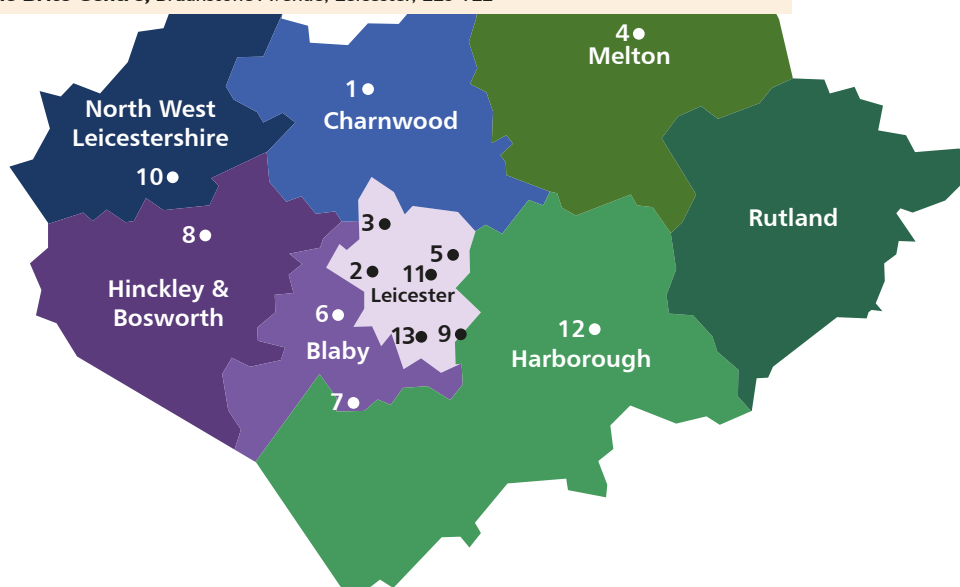 4
Melton
1
Charnwood
North West
Leicestershire
10
Rutland
3
8
5
2
11
Leicester
Hinckley &
Bosworth
6
12
13
9
Blaby
Harborough
7